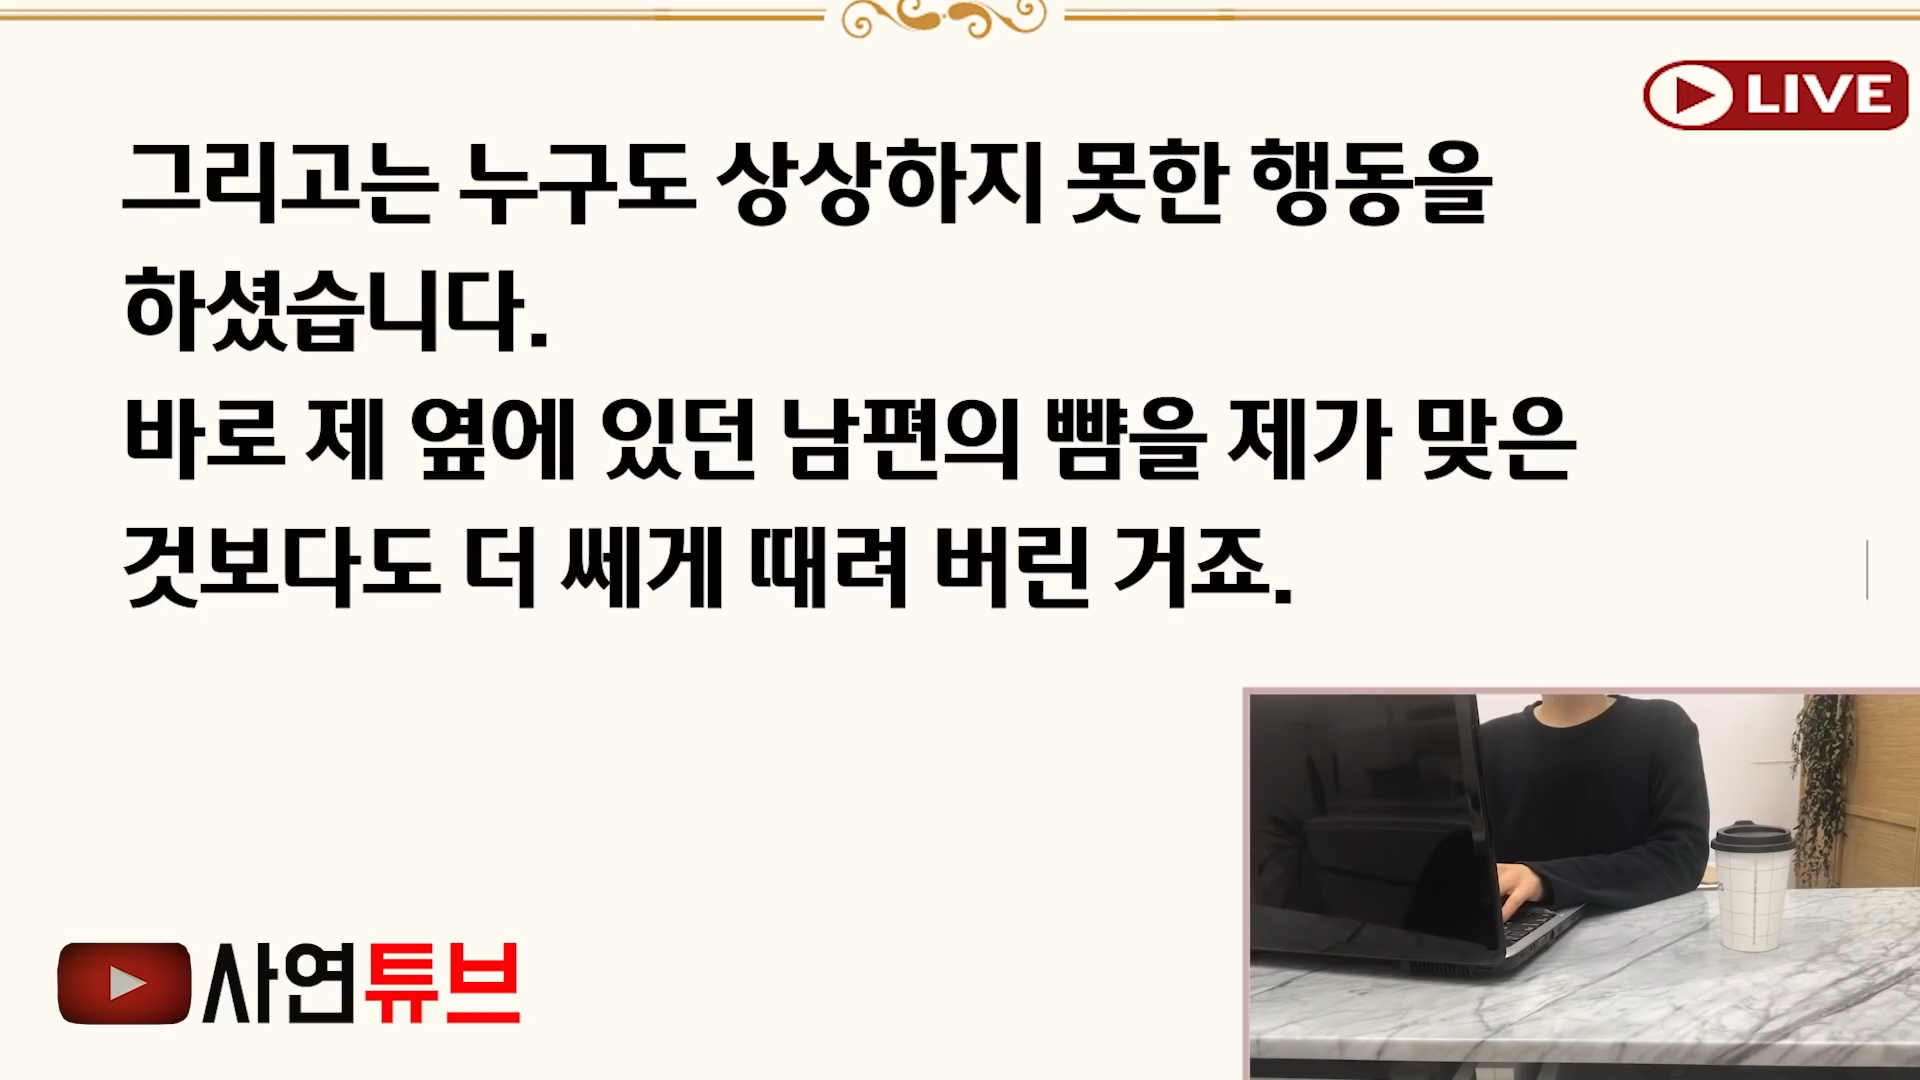 LIVE
그리고는 누구도 상상하지 못한 행동을
하셨습니다.
바로 제 옆에 있던 남편의 뺨을 제가 맞은
것보다도 더 쎄게 때려 버린 거죠.
사연튜브